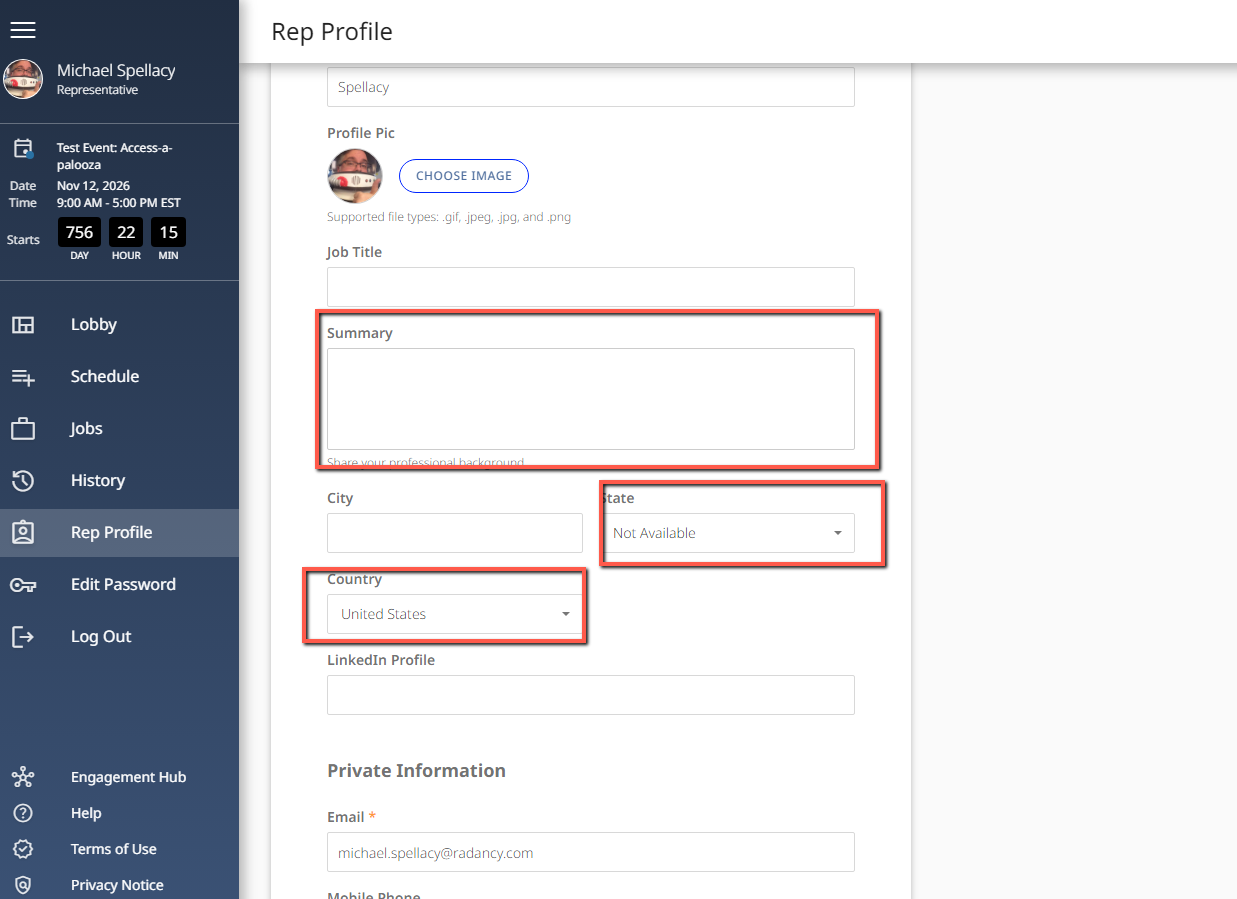 Michael Spellacy
Representative
Test Event: Access-a-
palooza
Date Nov 12, 2026
Time 9:00 AM - 5:00 PM EST
Starts 756 22 15
DAY HOUR MIN
Lobby
Schedule
Jobs
History
Rep Profile
Edit Password
Log Out
Engagement Hub
Help
Terms of Use
Privacy Notice
Rep Profile
Spellacy
Profile Pic
CHOOSE IMAGE
Supported file types: .gif, .jpeg, .jpg, and .png
Job Title
Summary
Share your professional background
City State
Not Available
Country
United States
LinkedIn Profile
Private Information
Email *
michael.spellacy@radancy.com
Mobile Phone